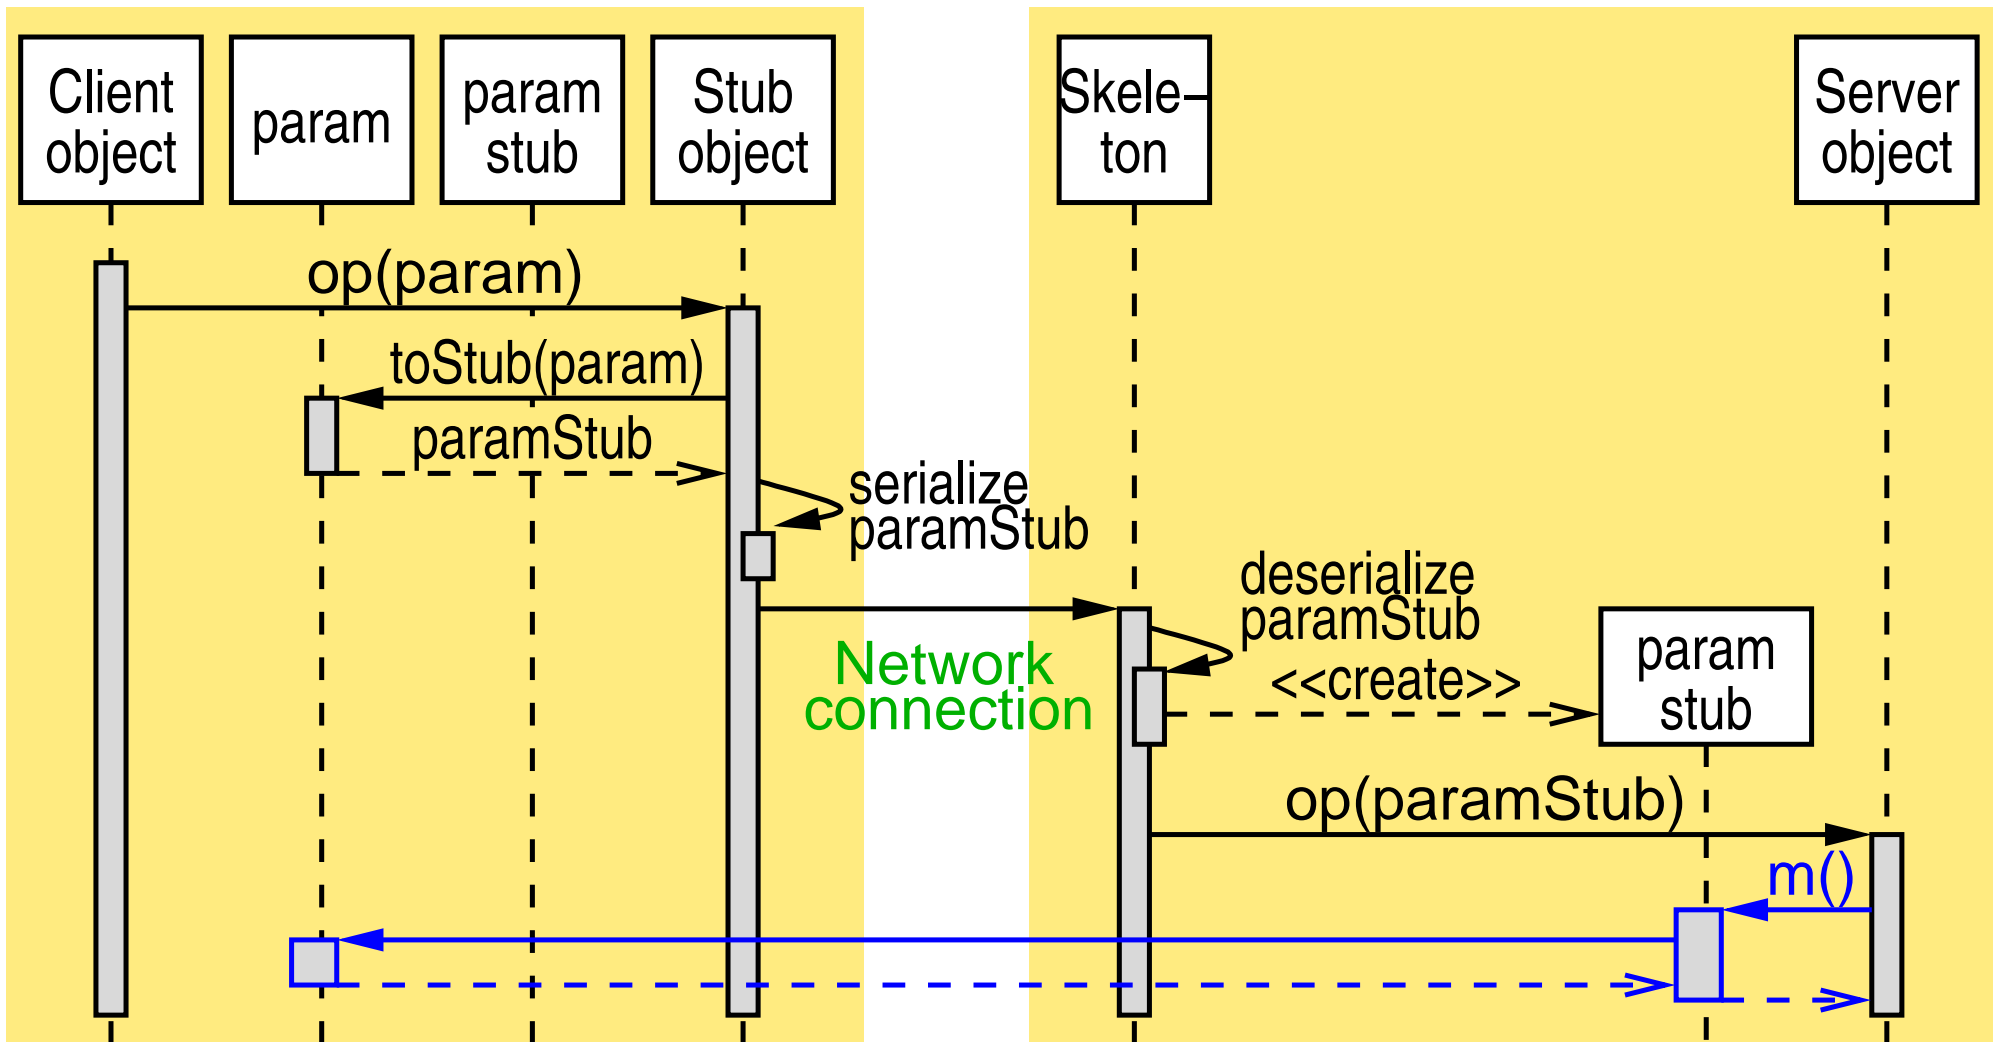 Client
object
param
param
stub
Stub
object
Skele-
ton
Server
object
op(param)
toStub(param)
paramStub
serialize
paramStub
deserialize
paramStub
<<create>>
param
stub
Network
connection
op(paramStub)
m()